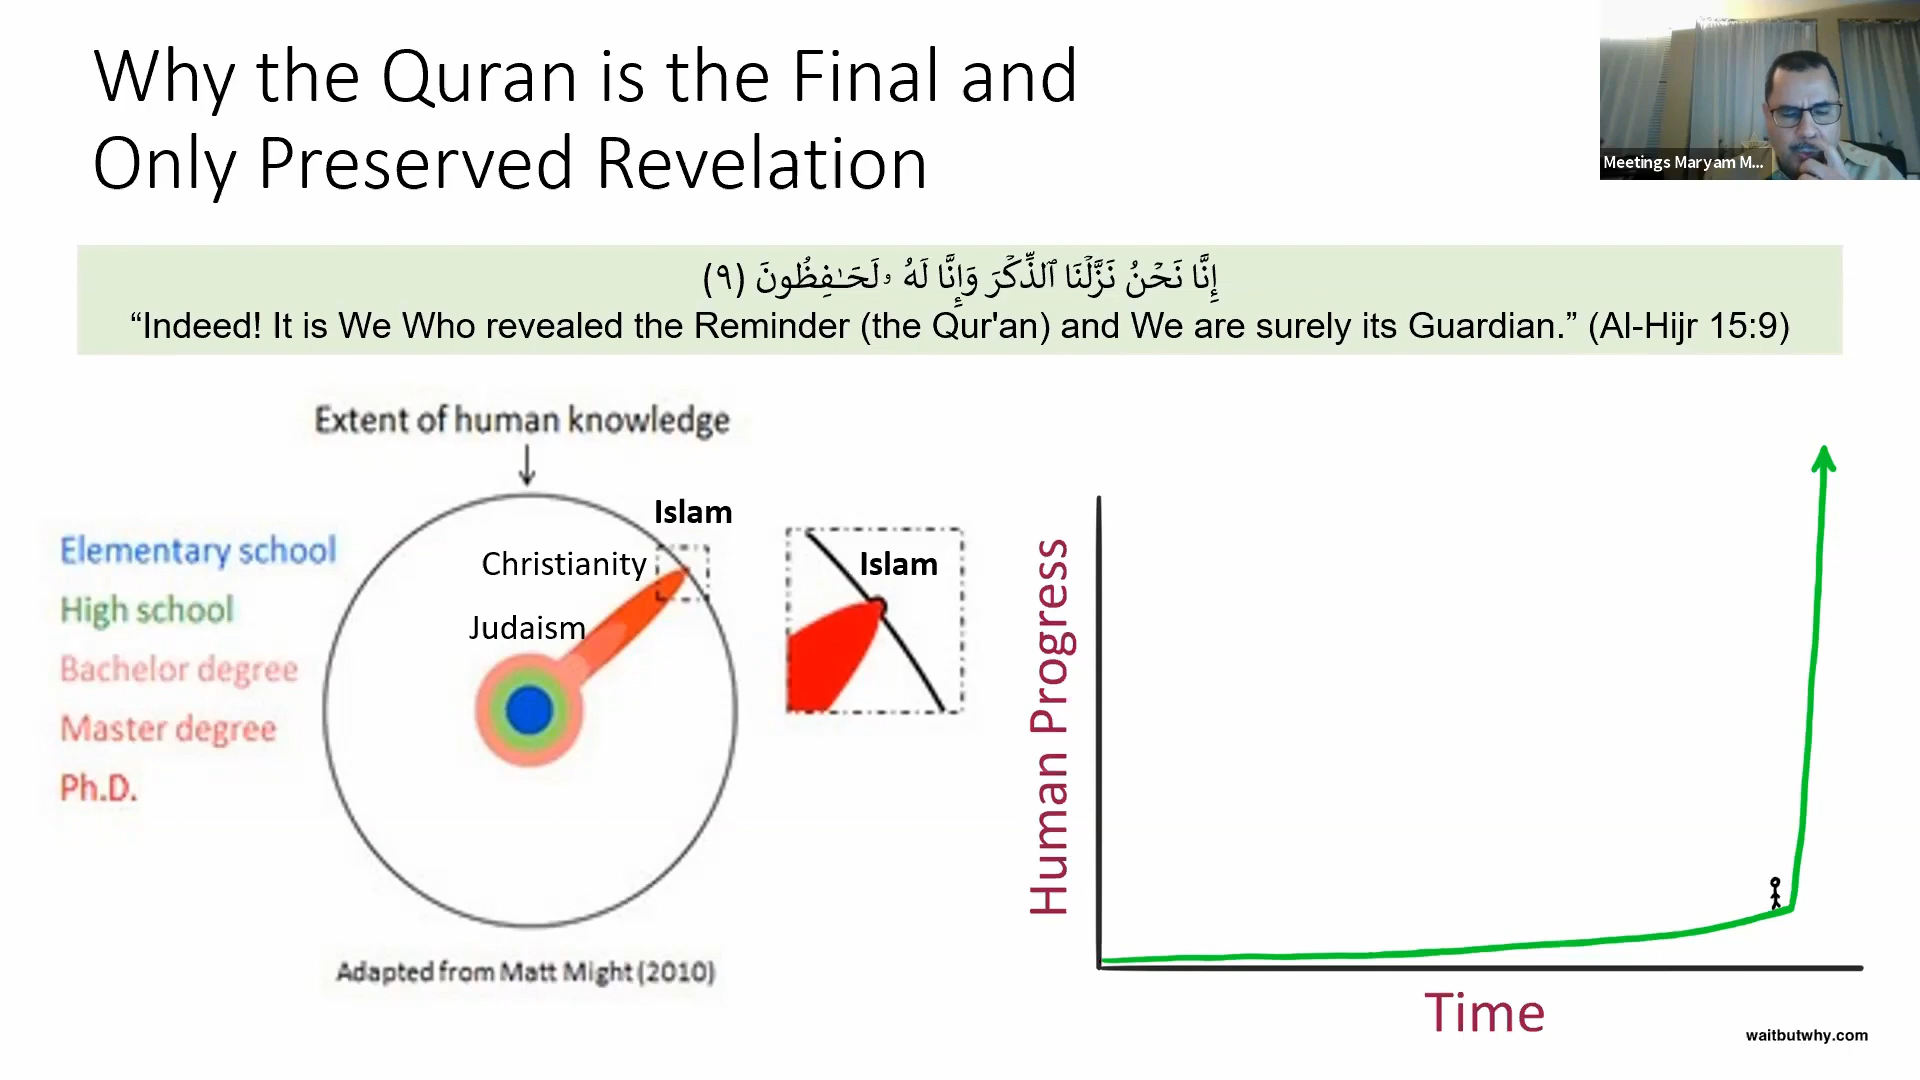 Why the Quran is the Final and
Only Preserved Revelation
Meetings Maryam M...
إِنَّا نَحْنُ نَزَّلْنَا ٱلذِّكْرَ وَإِنَّا لَهُۥ لَحَـٰفِظُونَ (٩)
“Indeed! It is We Who revealed the Reminder (the Qur'an) and We are surely its Guardian.” (Al-Hijr 15:9)
Extent of human knowledge
Islam
Christianity
Judaism
Elementary school
High school
Bachelor degree
Master degree
Ph.D.
Islam
Adapted from Matt Might (2010)
Human Progress
Time
waitbutwhy.com